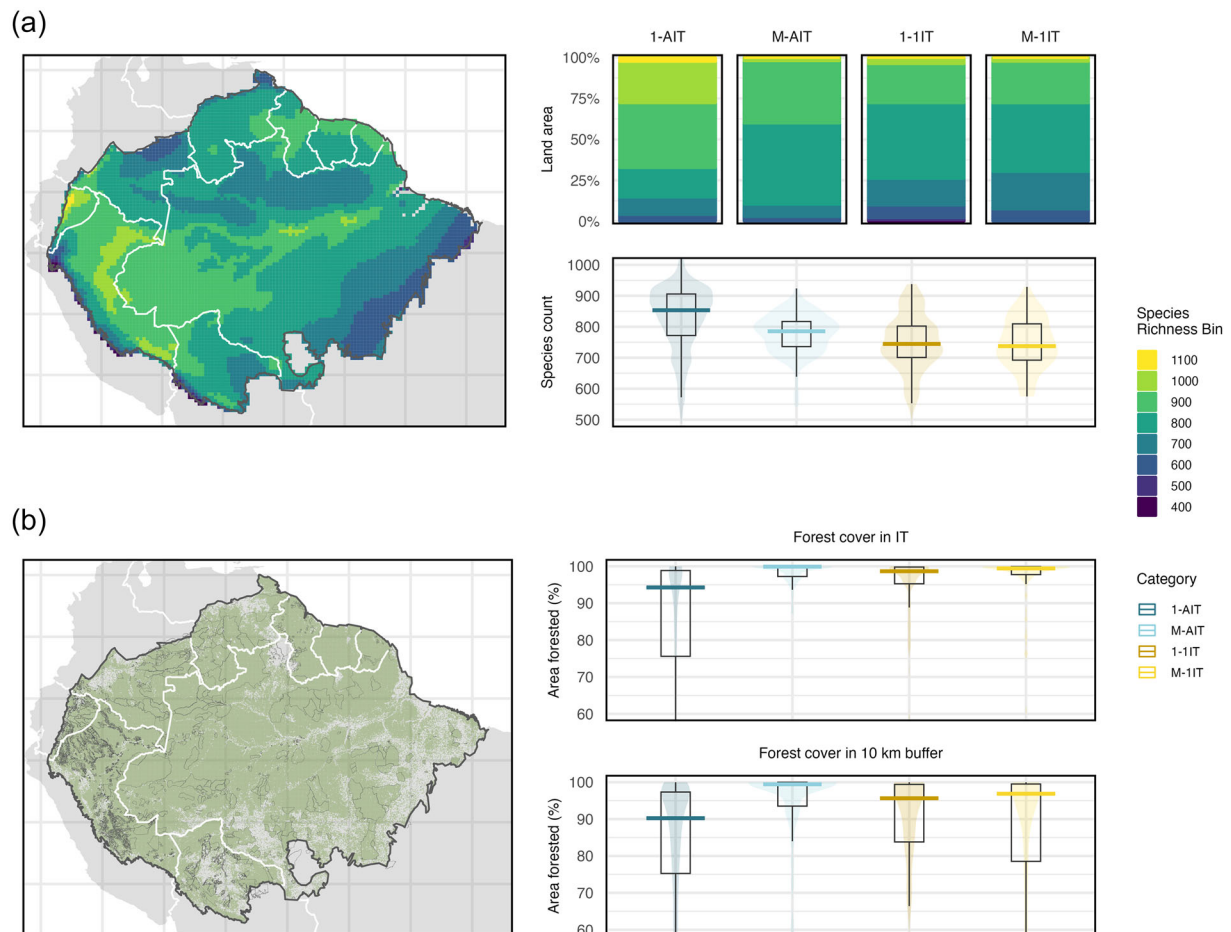 (a)
1-AIT M-AIT 1-1IT M-1IT
Land area
100%
75%
50%
25%
0%
Species count
1000
900
800
700
600
500
Species
Richness Bin
1100
1000
900
800
700
600
500
400
(b)
Forest cover in IT
Area forested (%)
100
90
80
70
60
Category
1-AIT
M-AIT
1-1IT
M-1IT
Forest cover in 10 km buffer
Area forested (%)
100
90
80
70
60